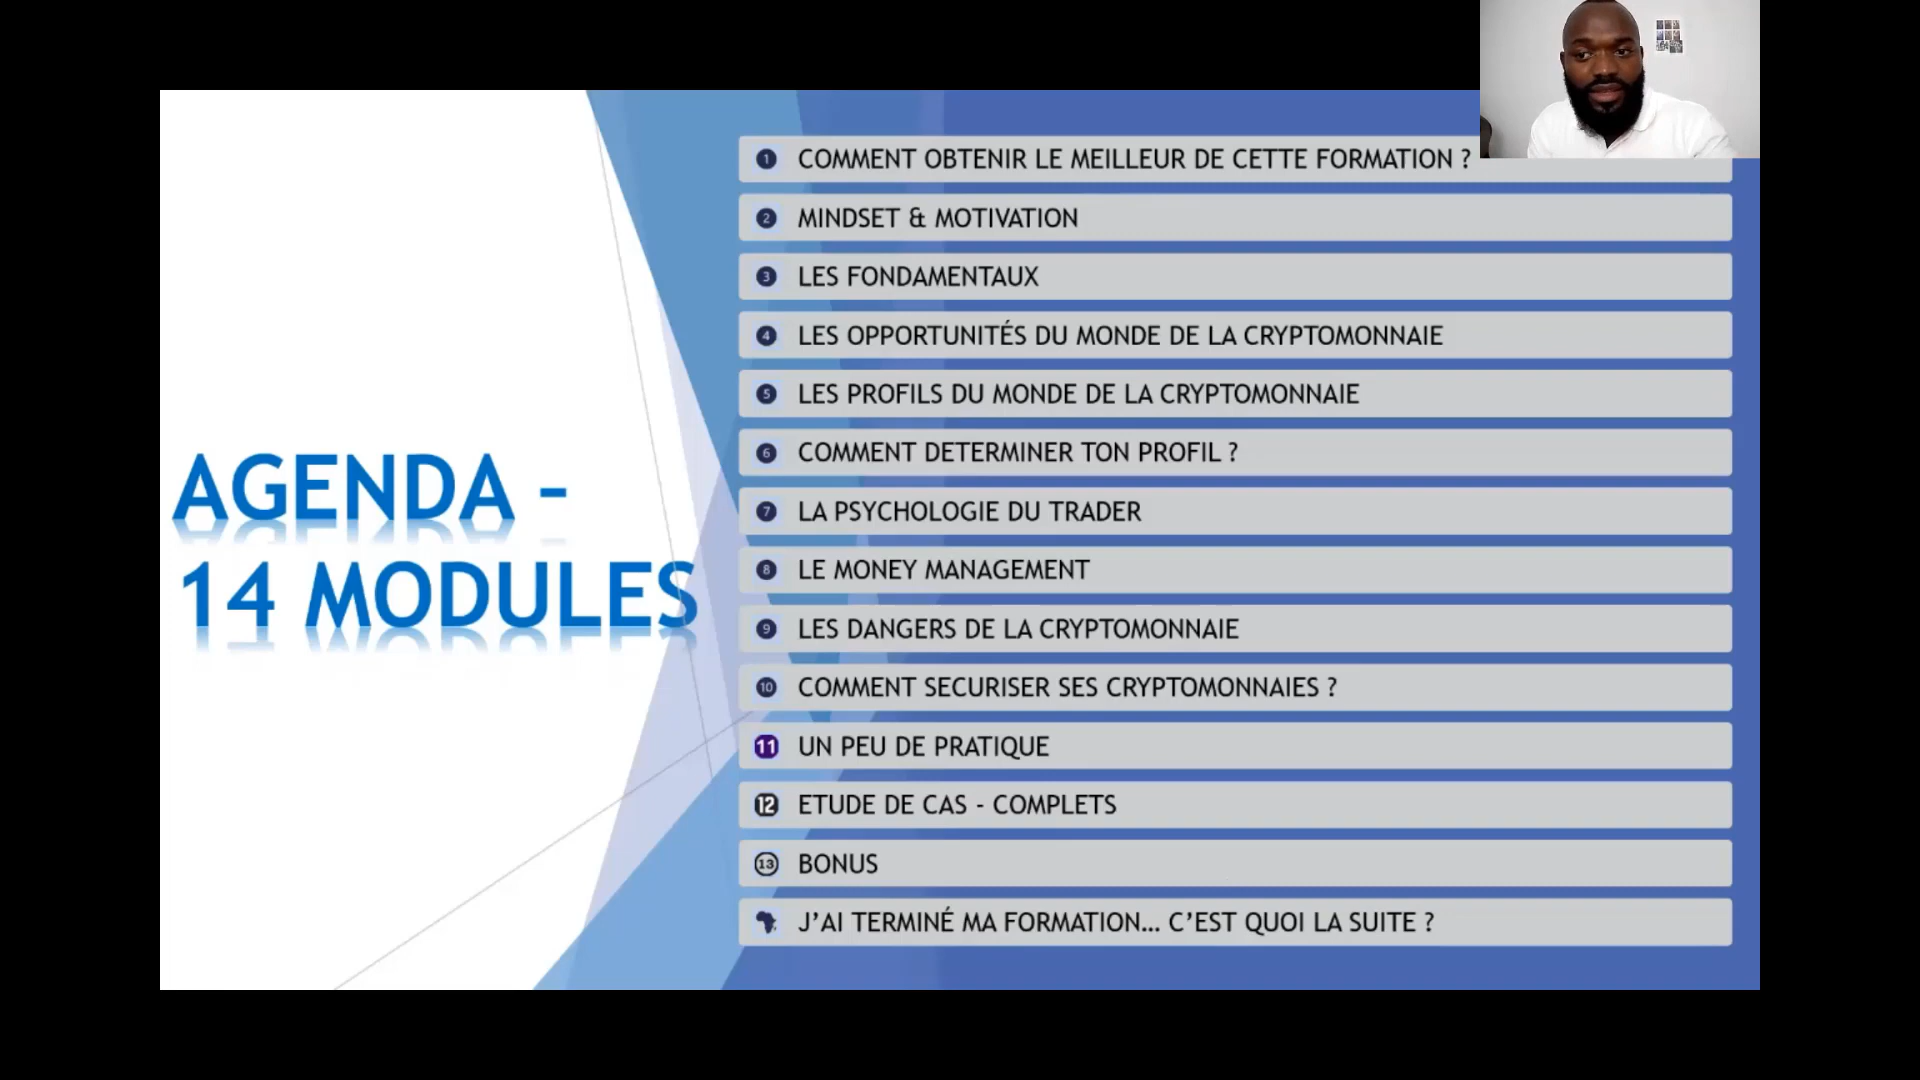 AGENDA -
14 MODULES
1 COMMENT OBTENIR LE MEILLEUR DE CETTE FORMATION ?
2 MINDSET & MOTIVATION
3 LES FONDAMENTAUX
4 LES OPPORTUNITÉS DU MONDE DE LA CRYPTOMONNAIE
5 LES PROFILS DU MONDE DE LA CRYPTOMONNAIE
6 COMMENT DETERMINER TON PROFIL ?
7 LA PSYCHOLOGIE DU TRADER
8 LE MONEY MANAGEMENT
9 LES DANGERS DE LA CRYPTOMONNAIE
10 COMMENT SECURISER SES CRYPTOMONNAIES ?
11 UN PEU DE PRATIQUE
12 ETUDE DE CAS - COMPLETS
13 BONUS
J’AI TERMINÉ MA FORMATION... C’EST QUOI LA SUITE ?